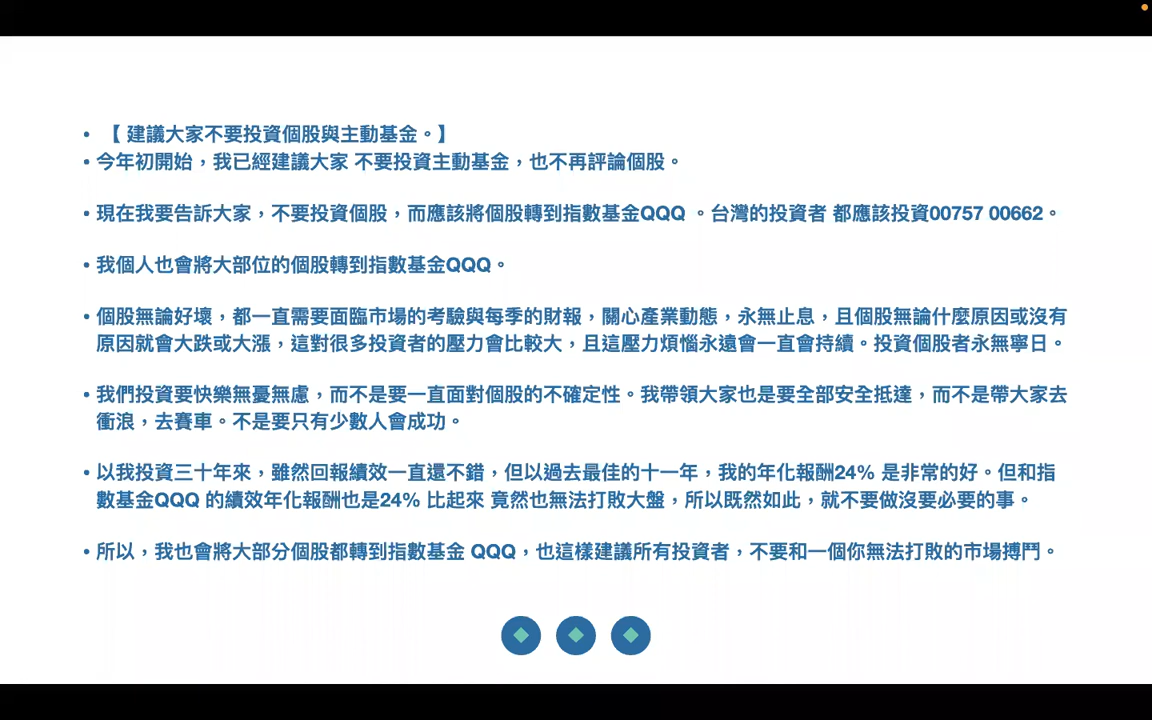 • 【 建議大家不要投資個股與主動基金。】
• 今年初開始，我已經建議大家 不要投資主動基金，也不再評論個股。
• 現在我要告訴大家，不要投資個股，而應該將個股轉到指數基金QQQ 。台灣的投資者 都應該投資00757 00662。
• 我個人也會將大部位的個股轉到指數基金QQQ。
• 個股無論好壞，都一直需要面臨市場的考驗與每季的財報，關心產業動態，永無止息，且個股無論什麼原因或沒有
原因就會大跌或大漲，這對很多投資者的壓力會比較大，且這壓力煩惱永遠會一直會持續。投資個股者永無寧日。
• 我們投資要快樂無憂無慮，而不是要一直面對個股的不確定性。我帶領大家也是要全部安全抵達，而不是帶大家去
衝浪，去賽車。不是要只有少數人會成功。
• 以我投資三十年來，雖然回報績效一直還不錯，但以過去最佳的十一年，我的年化報酬24% 是非常的好。但和指
數基金QQQ 的績效年化報酬也是24% 比起來 竟然也無法打敗大盤，所以既然如此，就不要做沒要必要的事。
• 所以，我也會將大部分個股都轉到指數基金 QQQ，也這樣建議所有投資者，不要和一個你無法打敗的市場搏鬥。